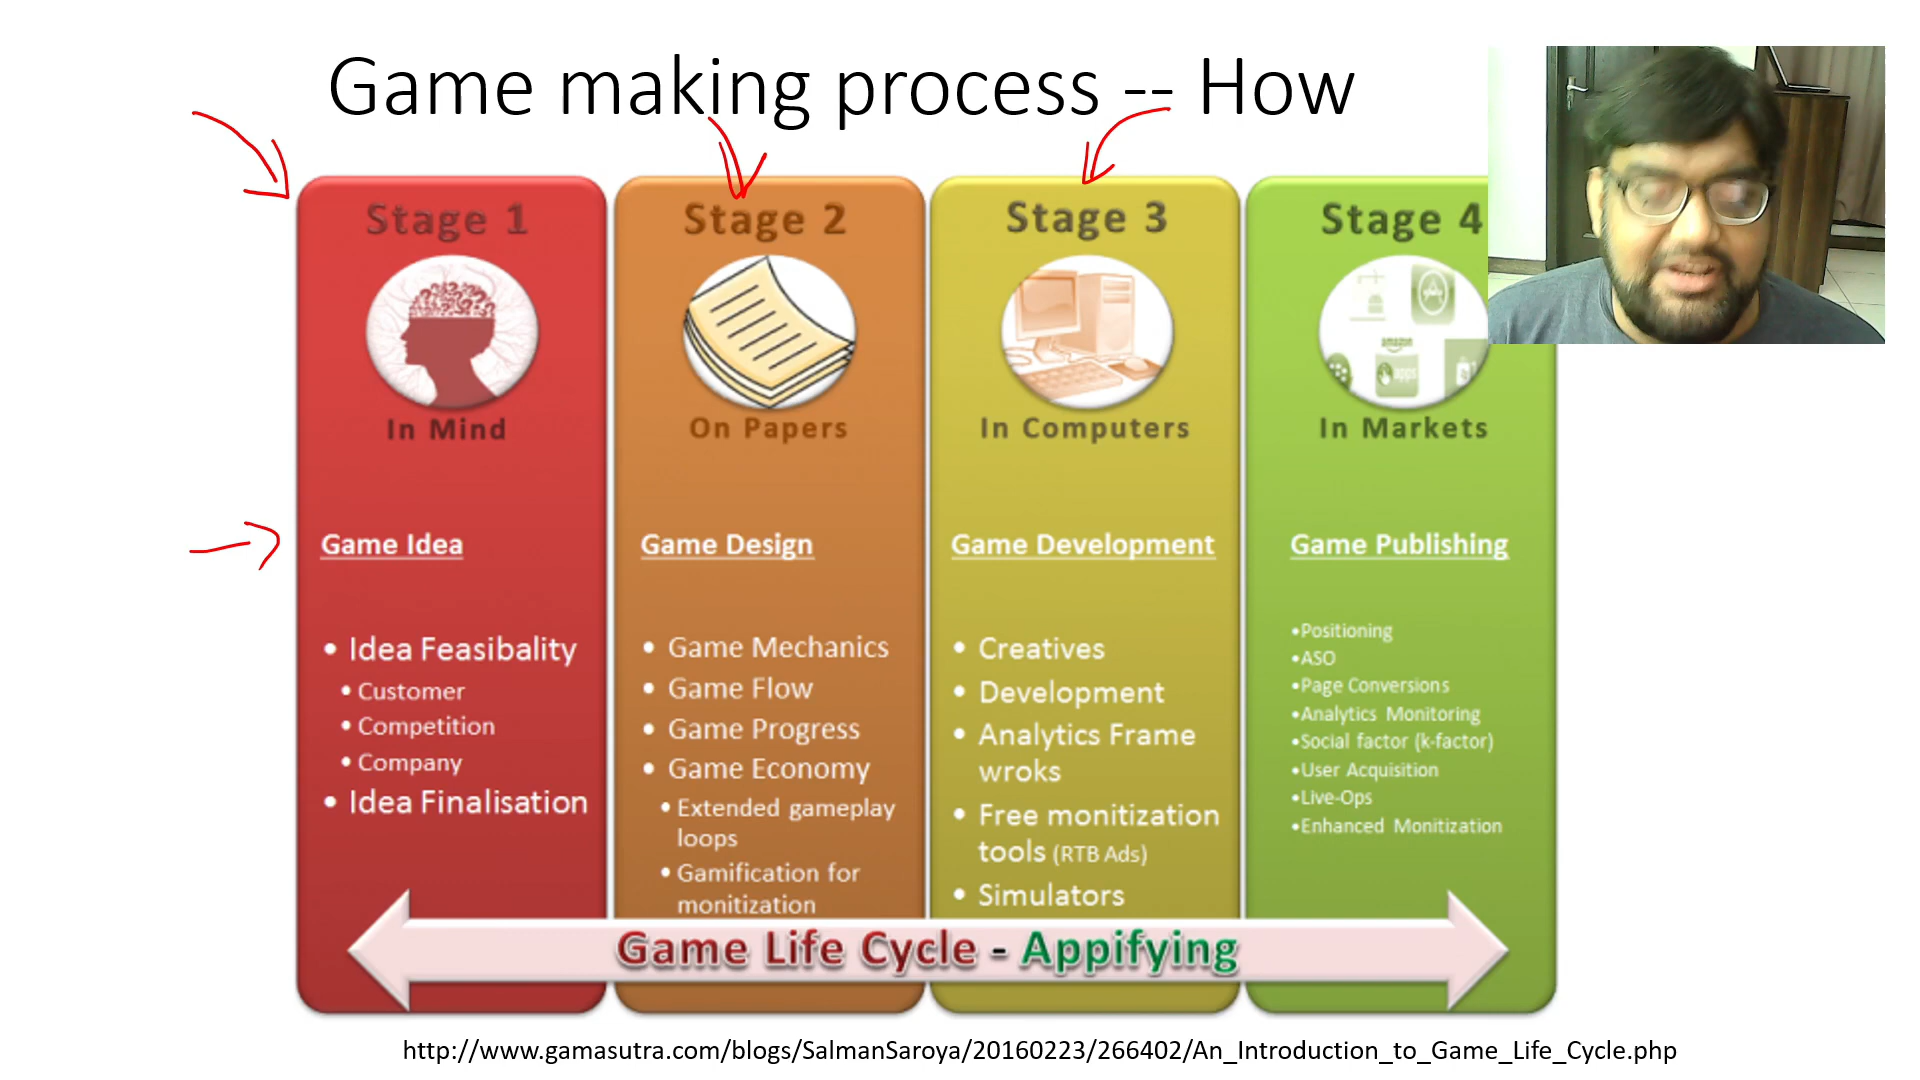 Game making process -- How
Stage 1
In Mind
Game Idea
• Idea Feasibality
• Customer
• Competition
• Company
• Idea Finalisation
Stage 2
On Papers
Game Design
• Game Mechanics
• Game Flow
• Game Progress
• Game Economy
• Extended gameplay
loops
• Gamification for
monitization
Stage 3
In Computers
Game Development
• Creatives
• Development
• Analytics Frame
wroks
• Free monitization
tools (RTB Ads)
• Simulators
Stage 4
amazon
apps
In Markets
Game Publishing
•Positioning
•ASO
•Page Conversions
•Analytics Monitoring
•Social factor (k-factor)
•User Acquisition
•Live-Ops
•Enhanced Monitization
Game Life Cycle - Appifying
http://www.gamasutra.com/blogs/SalmanSaroya/20160223/266402/An_Introduction_to_Game_Life_Cycle.php